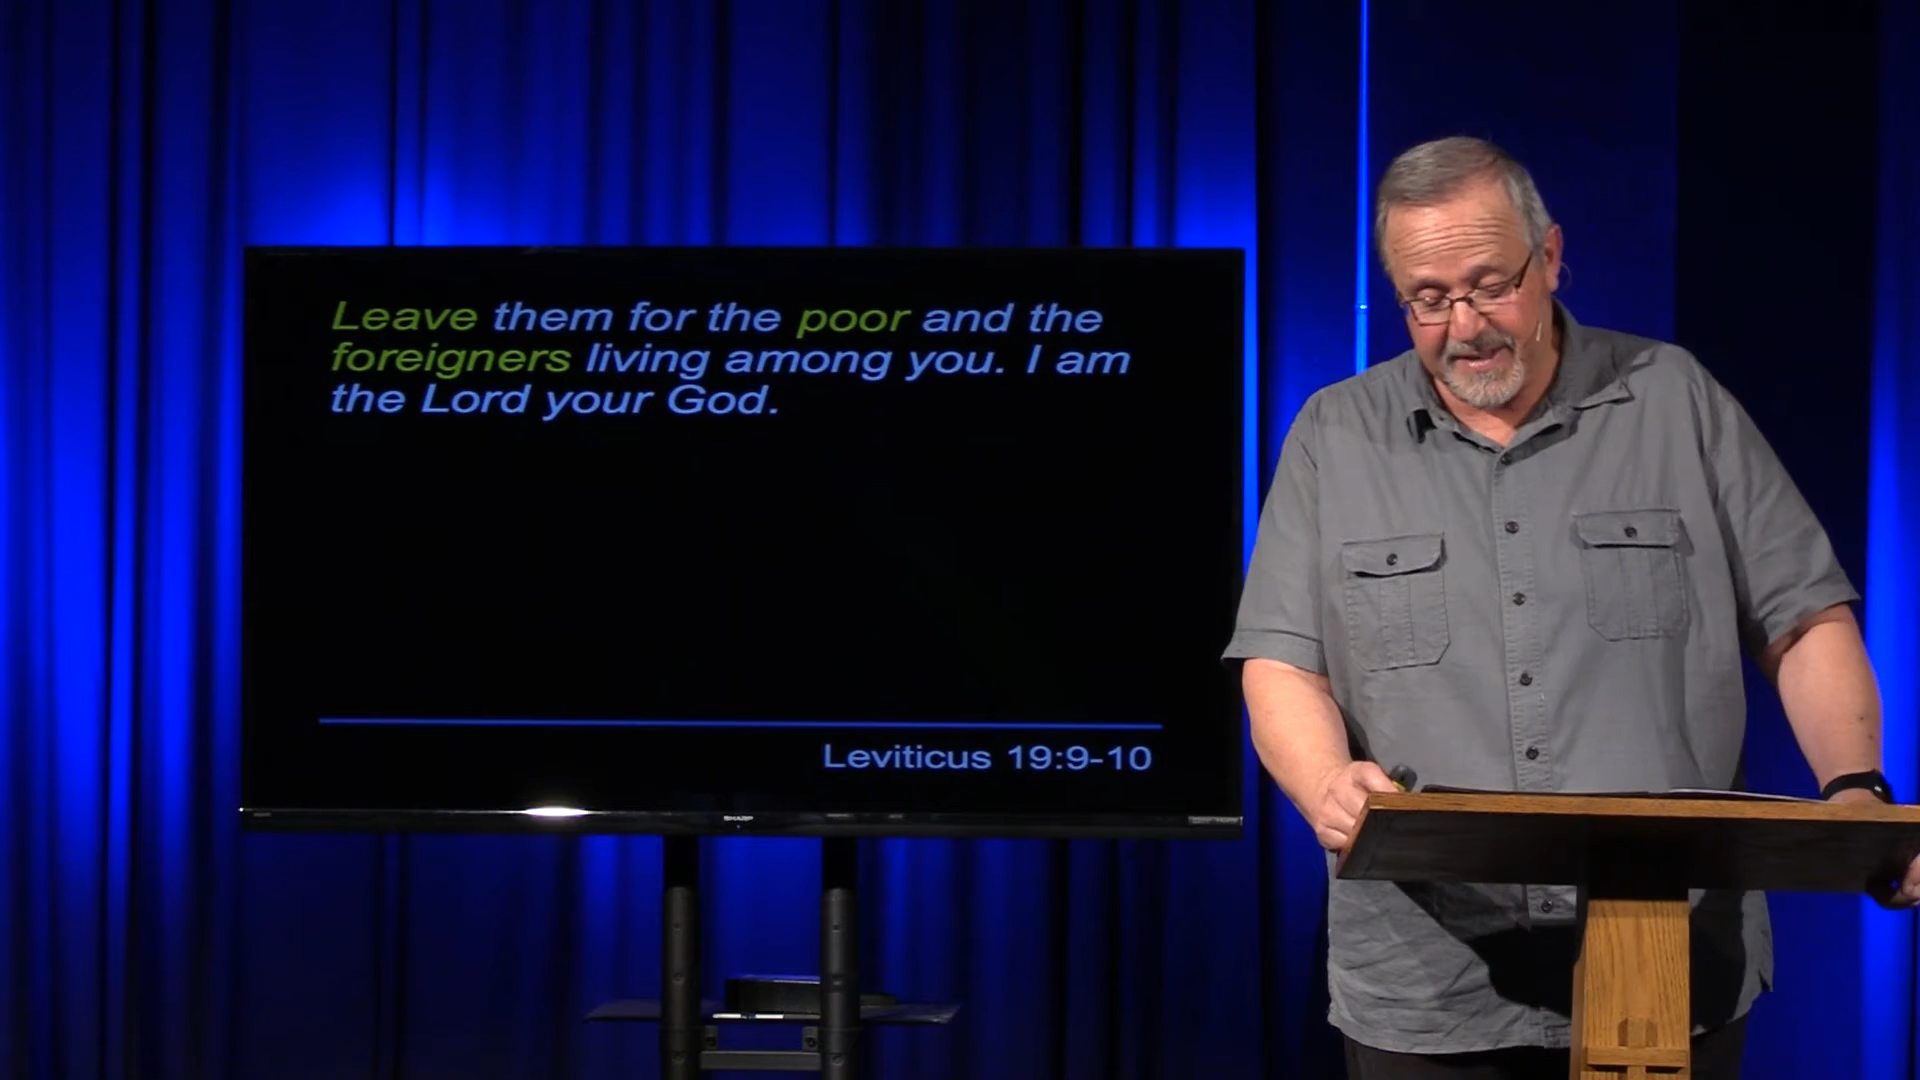 Leave them for the poor and the
foreigners living among you. I am
the Lord your God.
Leviticus 19:9-10
SHARP